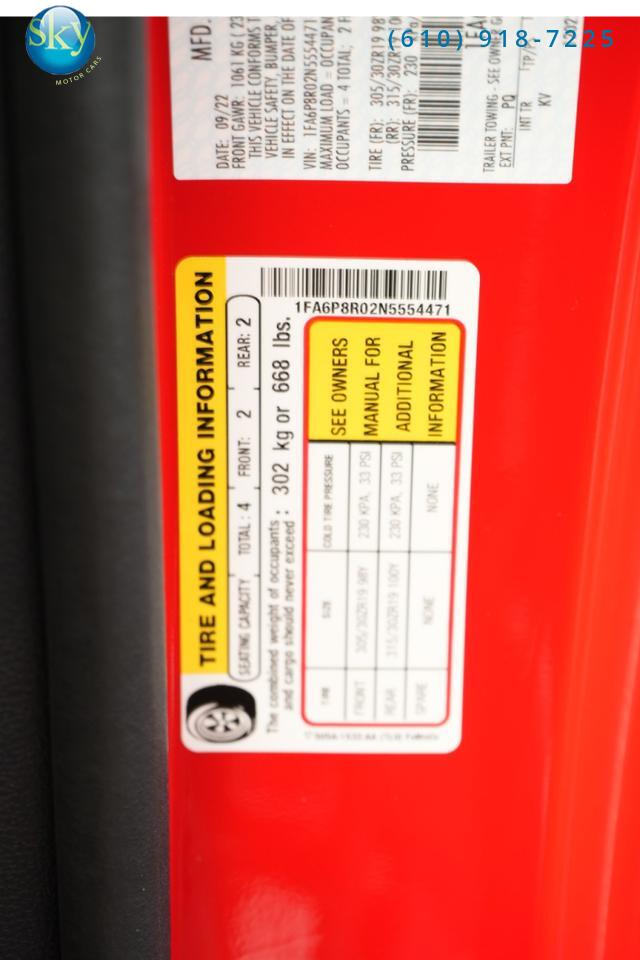 Sky
MOTOR CARS
(610) 918-7225
MFD.
DATE: 09/22
FRONT GAWR: 1061 KG
THIS VEHICLE CONFORMS
VEHICLE SAFETY, BUMPER,
IN EFFECT ON THE DATE OF
VIN: 1FA6P8R02N5554471
MAXIMUM LOAD = OCCUPAN
OCCUPANTS = 4 TOTAL; 2 F
TIRE (FR): 305/30ZR19 98
(RR): 315/30ZR19
PRESSURE (FR): 230
TRAILER TOWING - SEE OWNER G
EXT PNT: PQ
INT TR
TP/
KV
TIRE AND LOADING INFORMATION
SEATING CAPACITY TOTAL: 4 FRONT: 2 REAR: 2
The combined weight of occupants
and cargo should never exceed: 302 kg or 668 lbs.
1FA6P8R02N5554471
TIRE SIZE COLD TIRE PRESSURE
FRONT 305/30ZR19 98Y 230 KPA, 33 PSI
REAR 315/30ZR19 100Y 230 KPA, 33 PSI
SPARE NONE NONE
SEE OWNERS
MANUAL FOR
ADDITIONAL
INFORMATION